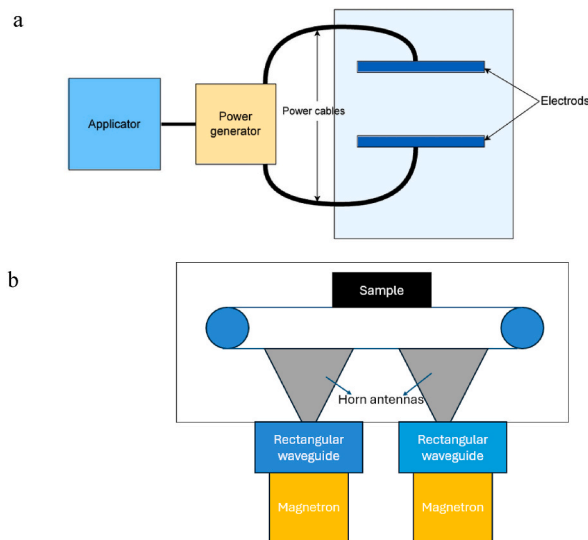 a
Applicator
Power
generator
Power cables
Electrods
b
Sample
Horn antennas
Rectangular
waveguide
Rectangular
waveguide
Magnetron
Magnetron